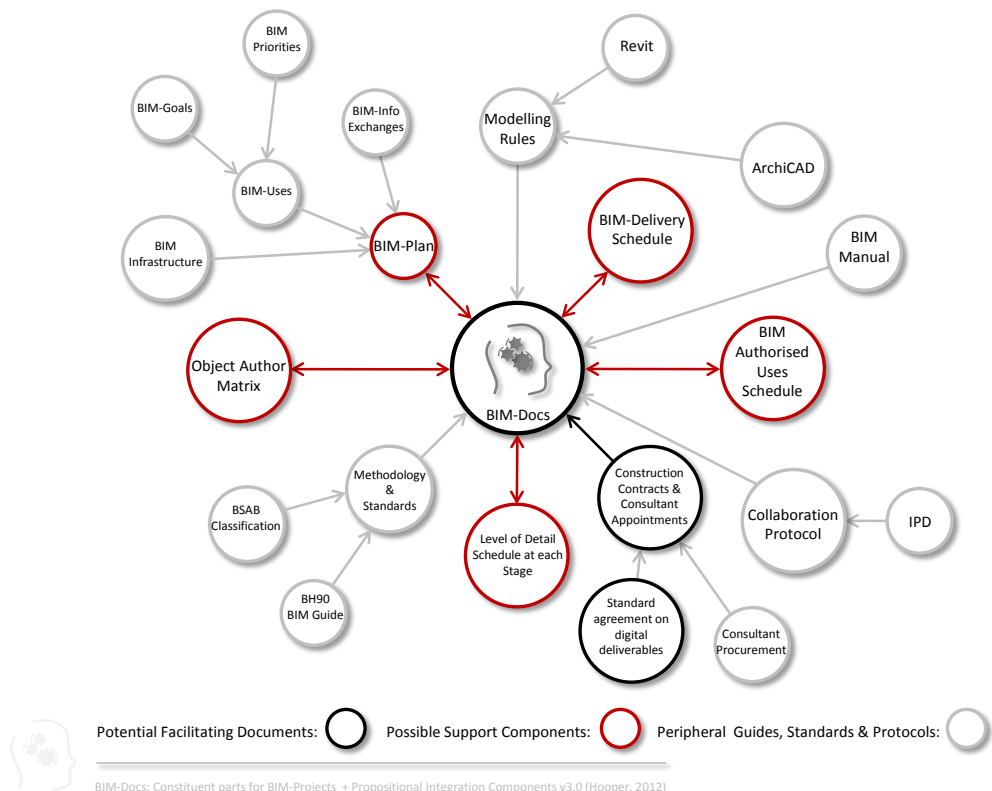 BIM
Priorities
Revit
BIM-Goals
BIM-Info
Exchanges
Modelling
Rules
ArchiCAD
BIM-Uses
BIM-Delivery
Schedule
BIM
Infrastructure
BIM-Plan
BIM
Manual
Object Author
Matrix
BIM
Authorised
Uses
Schedule
BIM-Docs
Methodology
&
Standards
Construction
Contracts &
Consultant
Appointments
BSAB
Classification
Collaboration
Protocol
IPD
Level of Detail
Schedule at each
Stage
BH90
BIM Guide
Standard
agreement on
digital
deliverables
Consultant
Procurement
Potential Facilitating Documents:
Possible Support Components:
Peripheral Guides, Standards & Protocols:
BIM-Docs: Constituent parts for BIM-Projects + Propositional Integration Components v3.0 (Hooper, 2012)